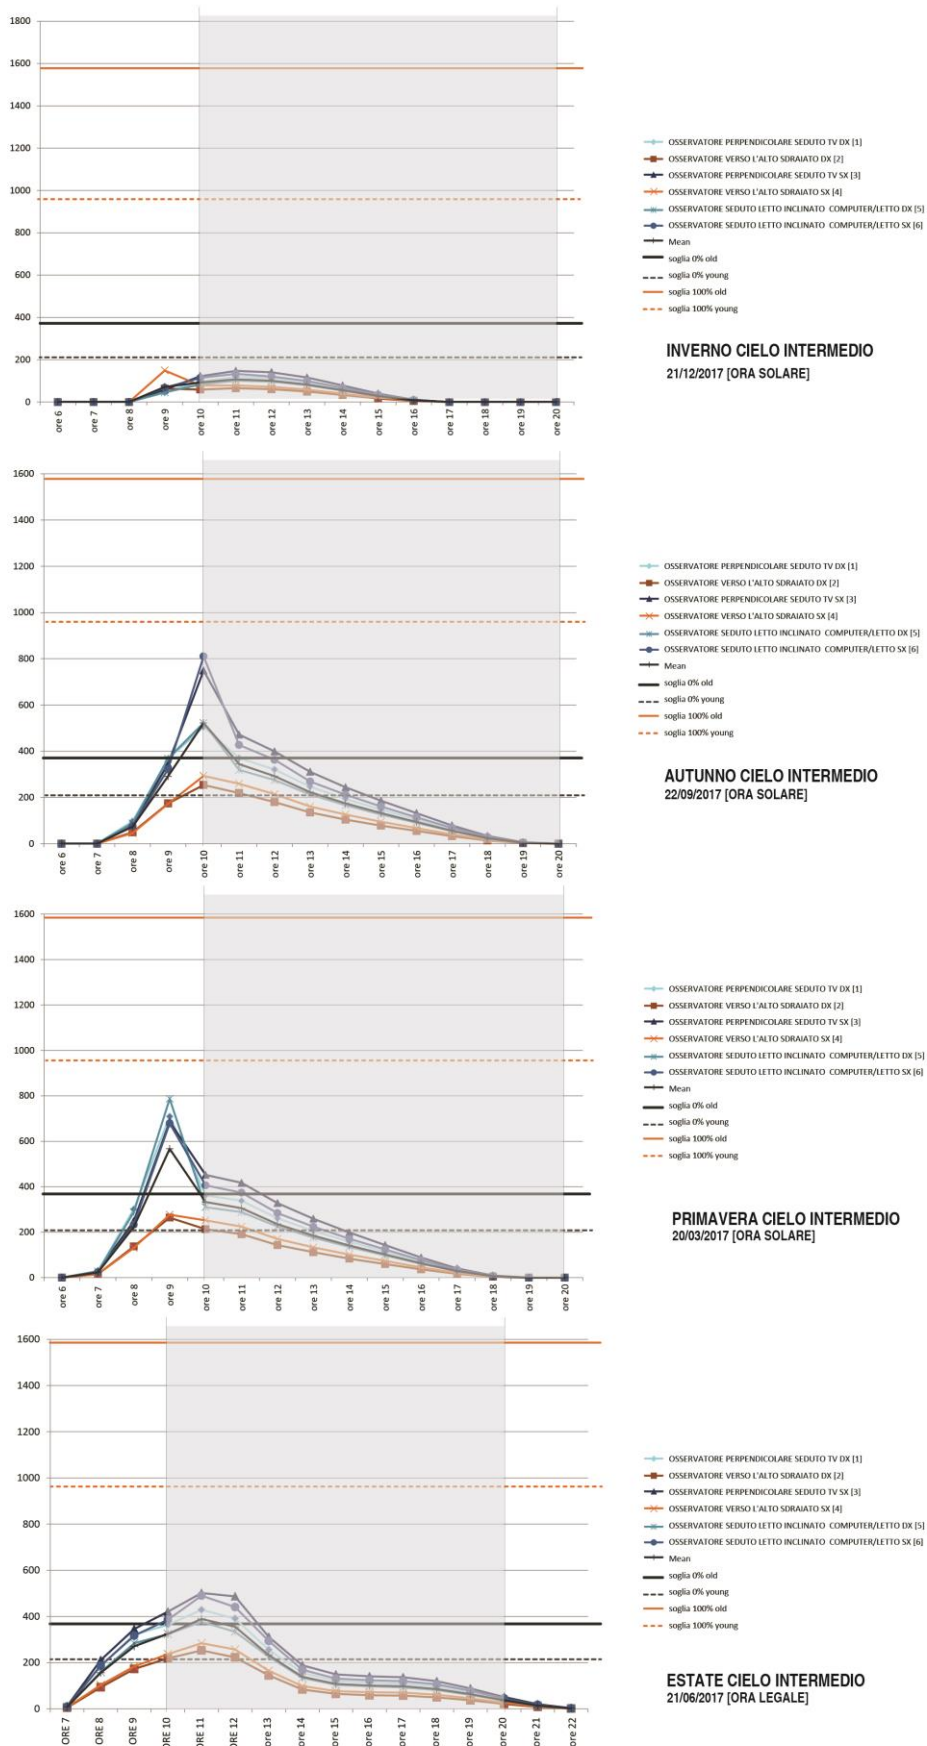 1800
1600
1400
1200
1000
800
600
400
200
0
ore 6
ore 7
ore 8
ore 9
ore 10
ore 11
ore 12
ore 13
ore 14
ore 15
ore 16
ore 17
ore 18
ore 19
ore 20
OSSERVATORE PERPENDICOLARE SEDUTO TV DX [1]
OSSERVATORE VERSO L'ALTO SDRAIATO DX [2]
OSSERVATORE PERPENDICOLARE SEDUTO TV SX [3]
OSSERVATORE VERSO L'ALTO SDRAIATO SX [4]
OSSERVATORE SEDUTO LETTO INCLINATO COMPUTER/LETTO DX [5]
OSSERVATORE SEDUTO LETTO INCLINATO COMPUTER/LETTO SX [6]
Mean
soglia 0% old
soglia 0% young
soglia 100% old
soglia 100% young
INVERNO CIELO INTERMEDIO
21/12/2017 [ORA SOLARE]
1600
1400
1200
1000
800
600
400
200
0
ore 6
ore 7
ore 8
ore 9
ore 10
ore 11
ore 12
ore 13
ore 14
ore 15
ore 16
ore 17
ore 18
ore 19
ore 20
OSSERVATORE PERPENDICOLARE SEDUTO TV DX [1]
OSSERVATORE VERSO L'ALTO SDRAIATO DX [2]
OSSERVATORE PERPENDICOLARE SEDUTO TV SX [3]
OSSERVATORE VERSO L'ALTO SDRAIATO SX [4]
OSSERVATORE SEDUTO LETTO INCLINATO COMPUTER/LETTO DX [5]
OSSERVATORE SEDUTO LETTO INCLINATO COMPUTER/LETTO SX [6]
Mean
soglia 0% old
soglia 0% young
soglia 100% old
soglia 100% young
AUTUNNO CIELO INTERMEDIO
22/09/2017 [ORA SOLARE]
1600
1400
1200
1000
800
600
400
200
0
ore 6
ore 7
ore 8
ore 9
ore 10
ore 11
ore 12
ore 13
ore 14
ore 15
ore 16
ore 17
ore 18
ore 19
ore 20
OSSERVATORE PERPENDICOLARE SEDUTO TV DX [1]
OSSERVATORE VERSO L'ALTO SDRAIATO DX [2]
OSSERVATORE PERPENDICOLARE SEDUTO TV SX [3]
OSSERVATORE VERSO L'ALTO SDRAIATO SX [4]
OSSERVATORE SEDUTO LETTO INCLINATO COMPUTER/LETTO DX [5]
OSSERVATORE SEDUTO LETTO INCLINATO COMPUTER/LETTO SX [6]
Mean
soglia 0% old
soglia 0% young
soglia 100% old
soglia 100% young
PRIMAVERA CIELO INTERMEDIO
20/03/2017 [ORA SOLARE]
1600
1400
1200
1000
800
600
400
200
0
ORE 7
ORE 8
ORE 9
ORE 10
ORE 11
ORE 12
ORE 13
ORE 14
ORE 15
ORE 16
ORE 17
ORE 18
ORE 19
ORE 20
ORE 21
ore 22
OSSERVATORE PERPENDICOLARE SEDUTO TV DX [1]
OSSERVATORE VERSO L'ALTO SDRAIATO DX [2]
OSSERVATORE PERPENDICOLARE SEDUTO TV SX [3]
OSSERVATORE VERSO L'ALTO SDRAIATO SX [4]
OSSERVATORE SEDUTO LETTO INCLINATO COMPUTER/LETTO DX [5]
OSSERVATORE SEDUTO LETTO INCLINATO COMPUTER/LETTO SX [6]
Mean
soglia 0% old
soglia 0% young
soglia 100% old
soglia 100% young
ESTATE CIELO INTERMEDIO
21/06/2017 [ORA LEGALE]